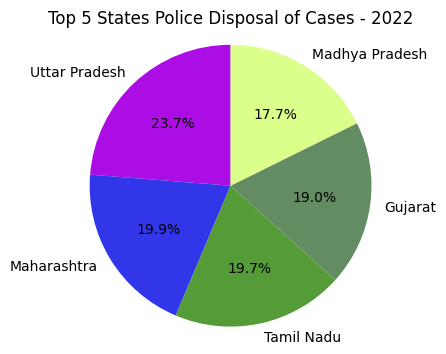 Top 5 States Police Disposal of Cases - 2022
Madhya Pradesh
Uttar Pradesh
17.7%
23.7%
19.0%
Gujarat
19.9%
Maharashtra
19.7%
Tamil Nadu